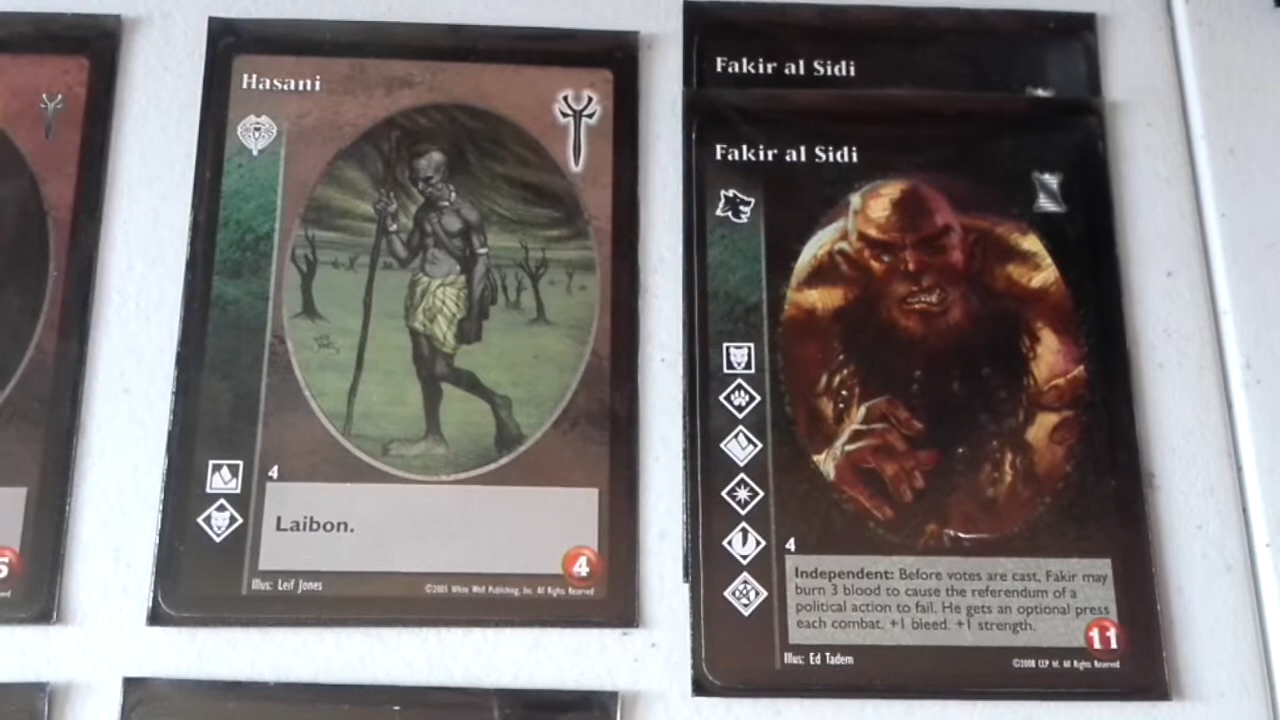 Hasani
4
Laibon.
4
Illus: Leif Jones
©2005 White Wolf Publishing, Inc. All Rights Reserved
Fakir al Sidi
Fakir al Sidi
4
Independent: Before votes are cast, Fakir may
burn 3 blood to cause the referendum of a
political action to fail. He gets an optional press
each combat. +1 bleed. +1 strength.
11
Illus: Ed Tadem
©2008 CCP hf. All Rights Reserved